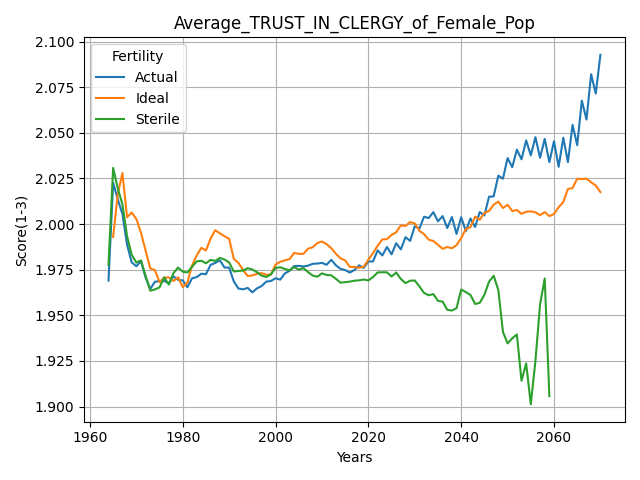 Average_TRUST_IN_CLERGY_of_Female_Pop
2.100
2.075
2.050
2.025
2.000
1.975
1.950
1.925
1.900
Score(1-3)
Fertility
Actual
Ideal
Sterile
1960 1980 2000 2020 2040 2060
Years